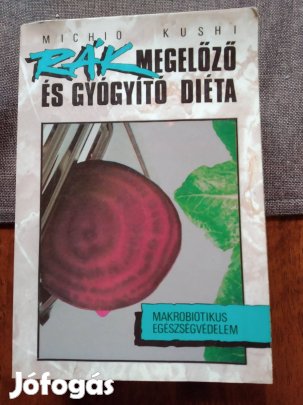 MICHIO KUSHI
RÁK MEGELŐZŐ
ÉS GYÓGYÍTÓ DIÉTA
MAKROBIOTIKUS
EGÉSZSÉGVÉDELEM
Jófogás